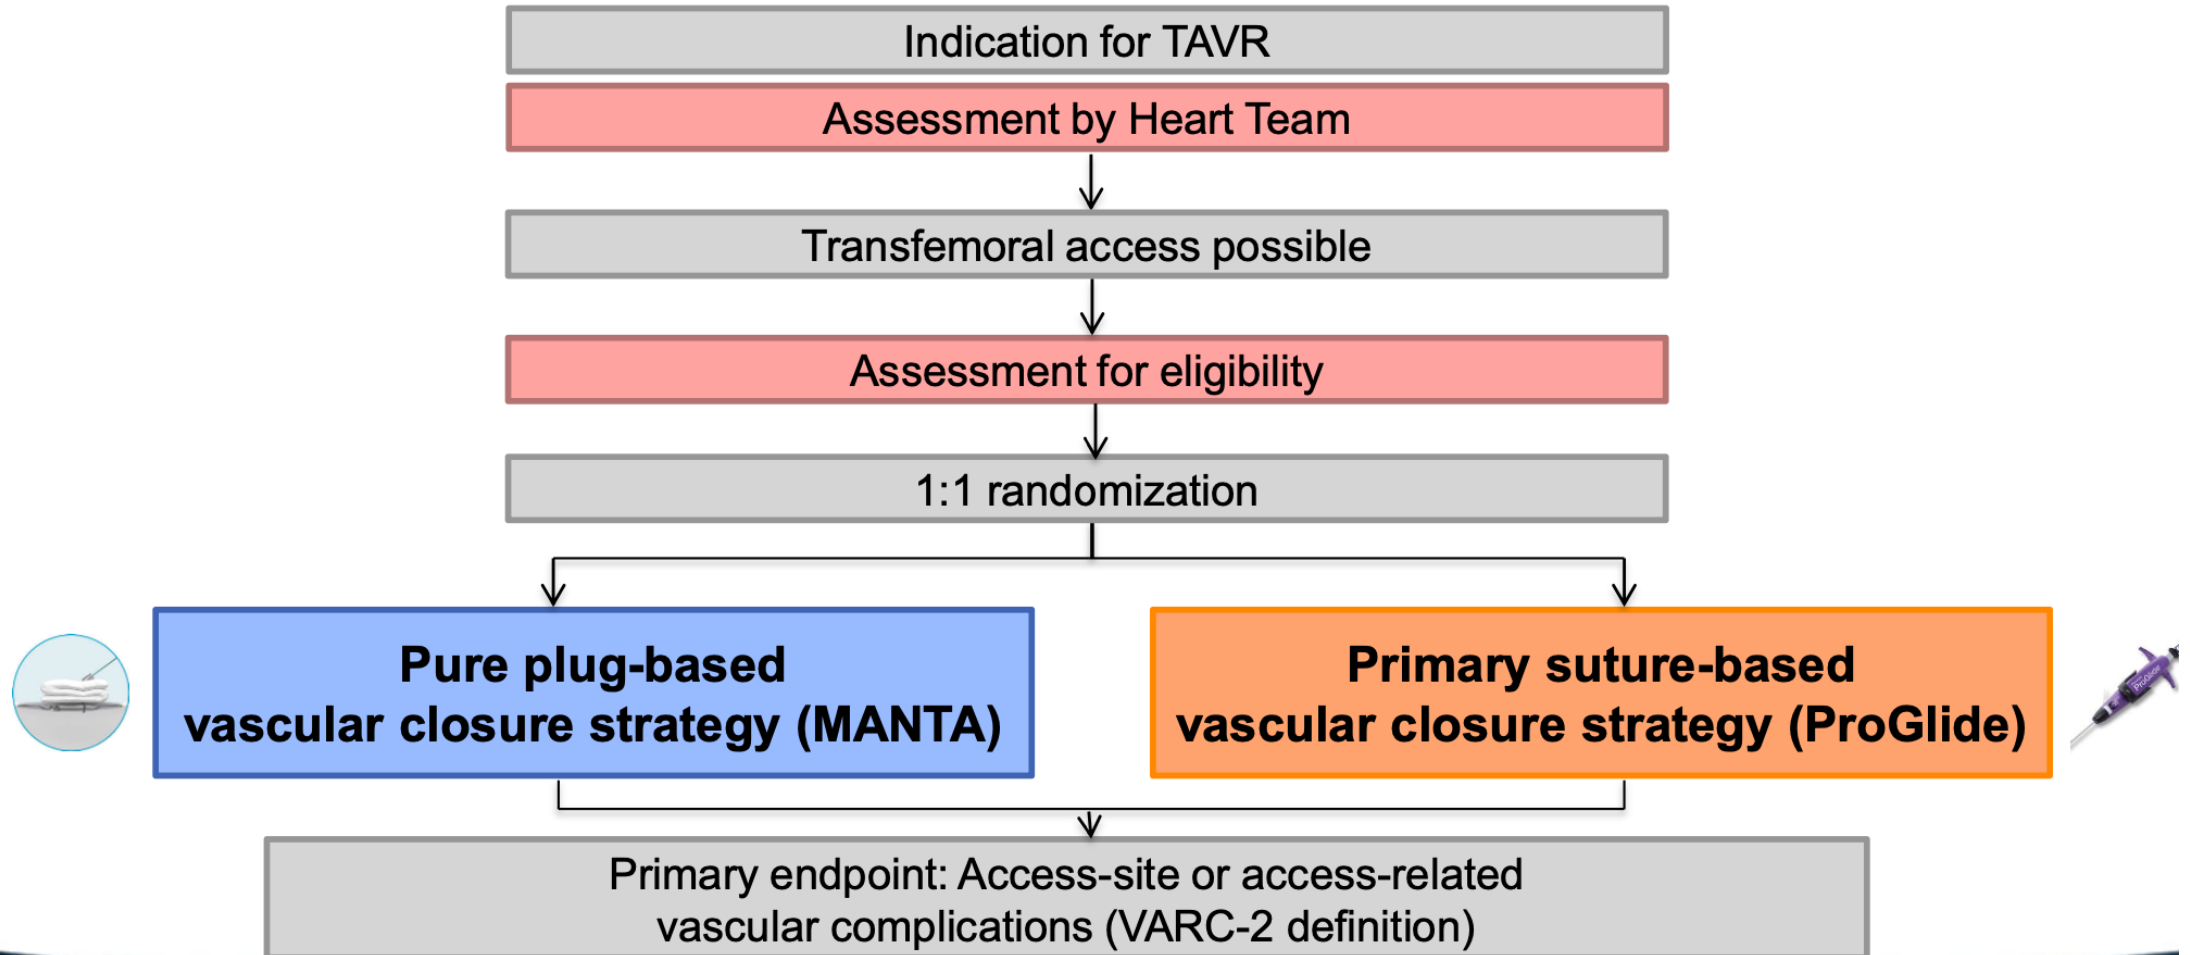 Indication for TAVR
Assessment by Heart Team
Transfemoral access possible
Assessment for eligibility
1:1 randomization
Pure plug-based
vascular closure strategy (MANTA)
Primary suture-based
vascular closure strategy (ProGlide)
ProGlide
Primary endpoint: Access-site or access-related
vascular complications (VARC-2 definition)